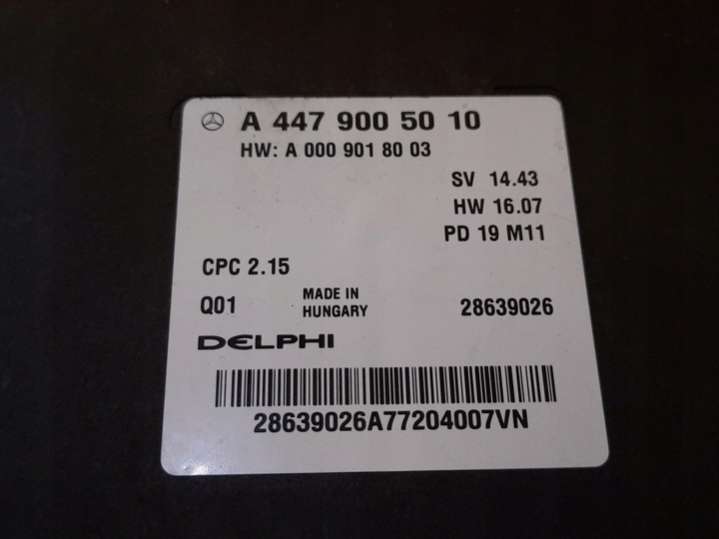 A 447 900 50 10
HW: A 000 901 80 03
SV 14.43
HW 16.07
PD 19 M11
CPC 2.15
Q01
MADE IN
HUNGARY
28639026
DELPHI
28639026A77204007VN